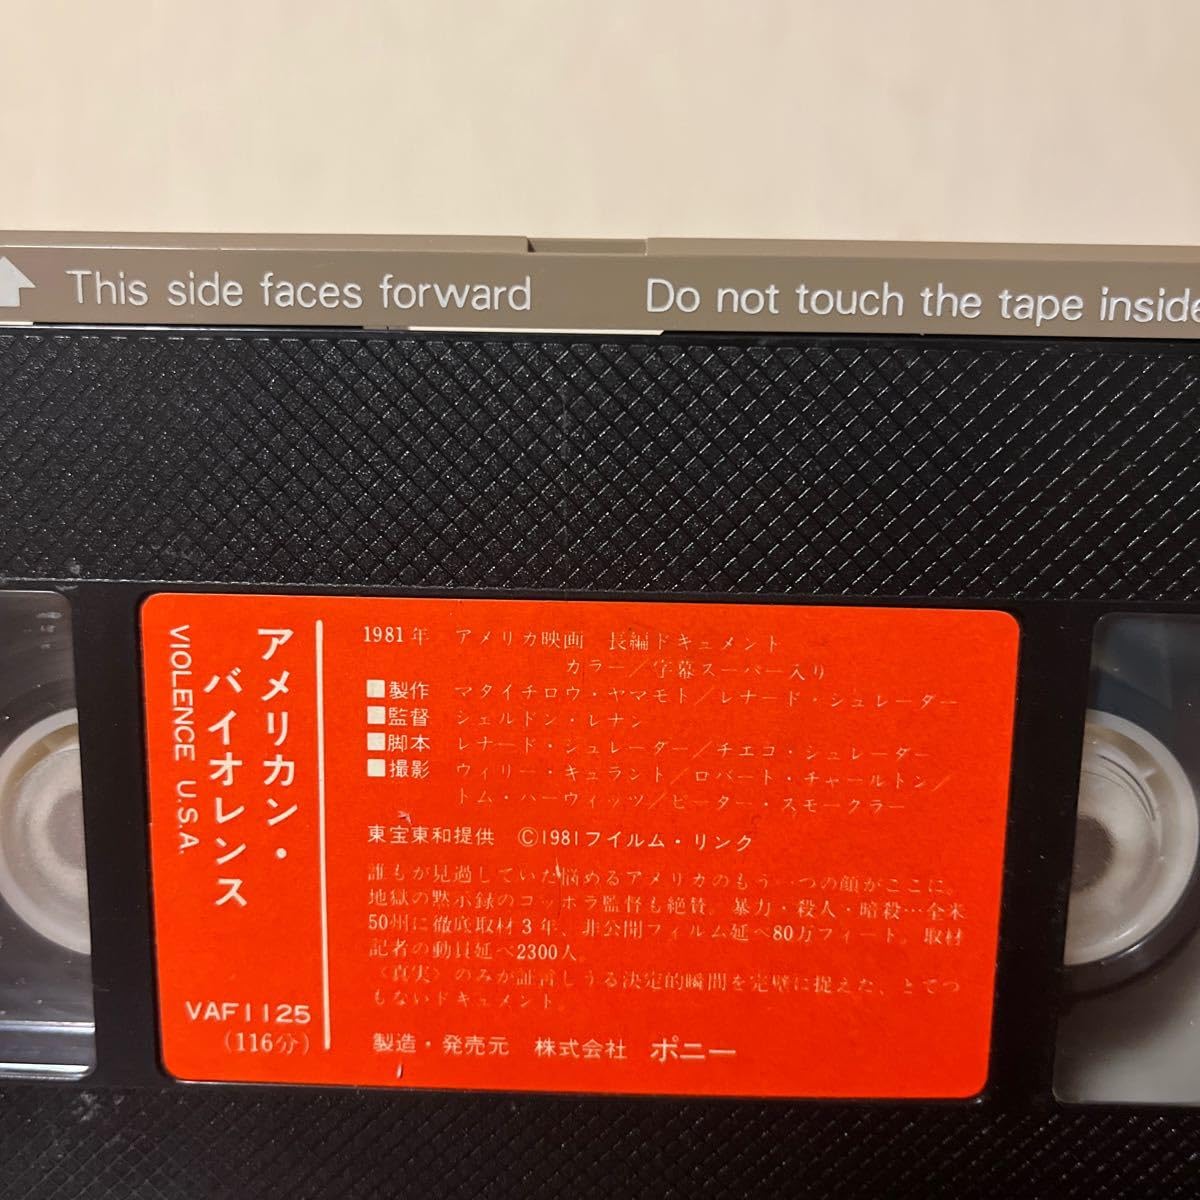 This side faces forward
Do not touch the tape inside
アメリカン・
バイオレンス
VIOLENCE U.S.A.
VAF1125
(116分)
1981年 アメリカ映画 長編ドキュメント
カラー/字幕スーパー入り
■製作 マタイチロウ・ヤマモト/レナード・シュレーダー
■監督 シェルドン・レナン
■脚本 レナード・シュレーダー/チエコ・シュレーダー
■撮影 ウィリー・キュラント/ロバート・チャールトン/
トム・ハーウィッツ/ピーター・スモークラー
東宝東和提供 ©1981フイルム・リンク
誰もが見過していた悩めるアメリカのもう一つの顔がここに。
地獄の黙示録のコッポラ監督も絶賛。暴力・殺人・暗殺…全米
50州に徹底取材3年、非公開フィルム延べ80万フィート。取材
記者の動員延べ2300人。
〈真実〉のみが証言しうる決定的瞬間を完璧に捉えた、とてつ
もないドキュメント。
製造・発売元 株式会社 ポニー